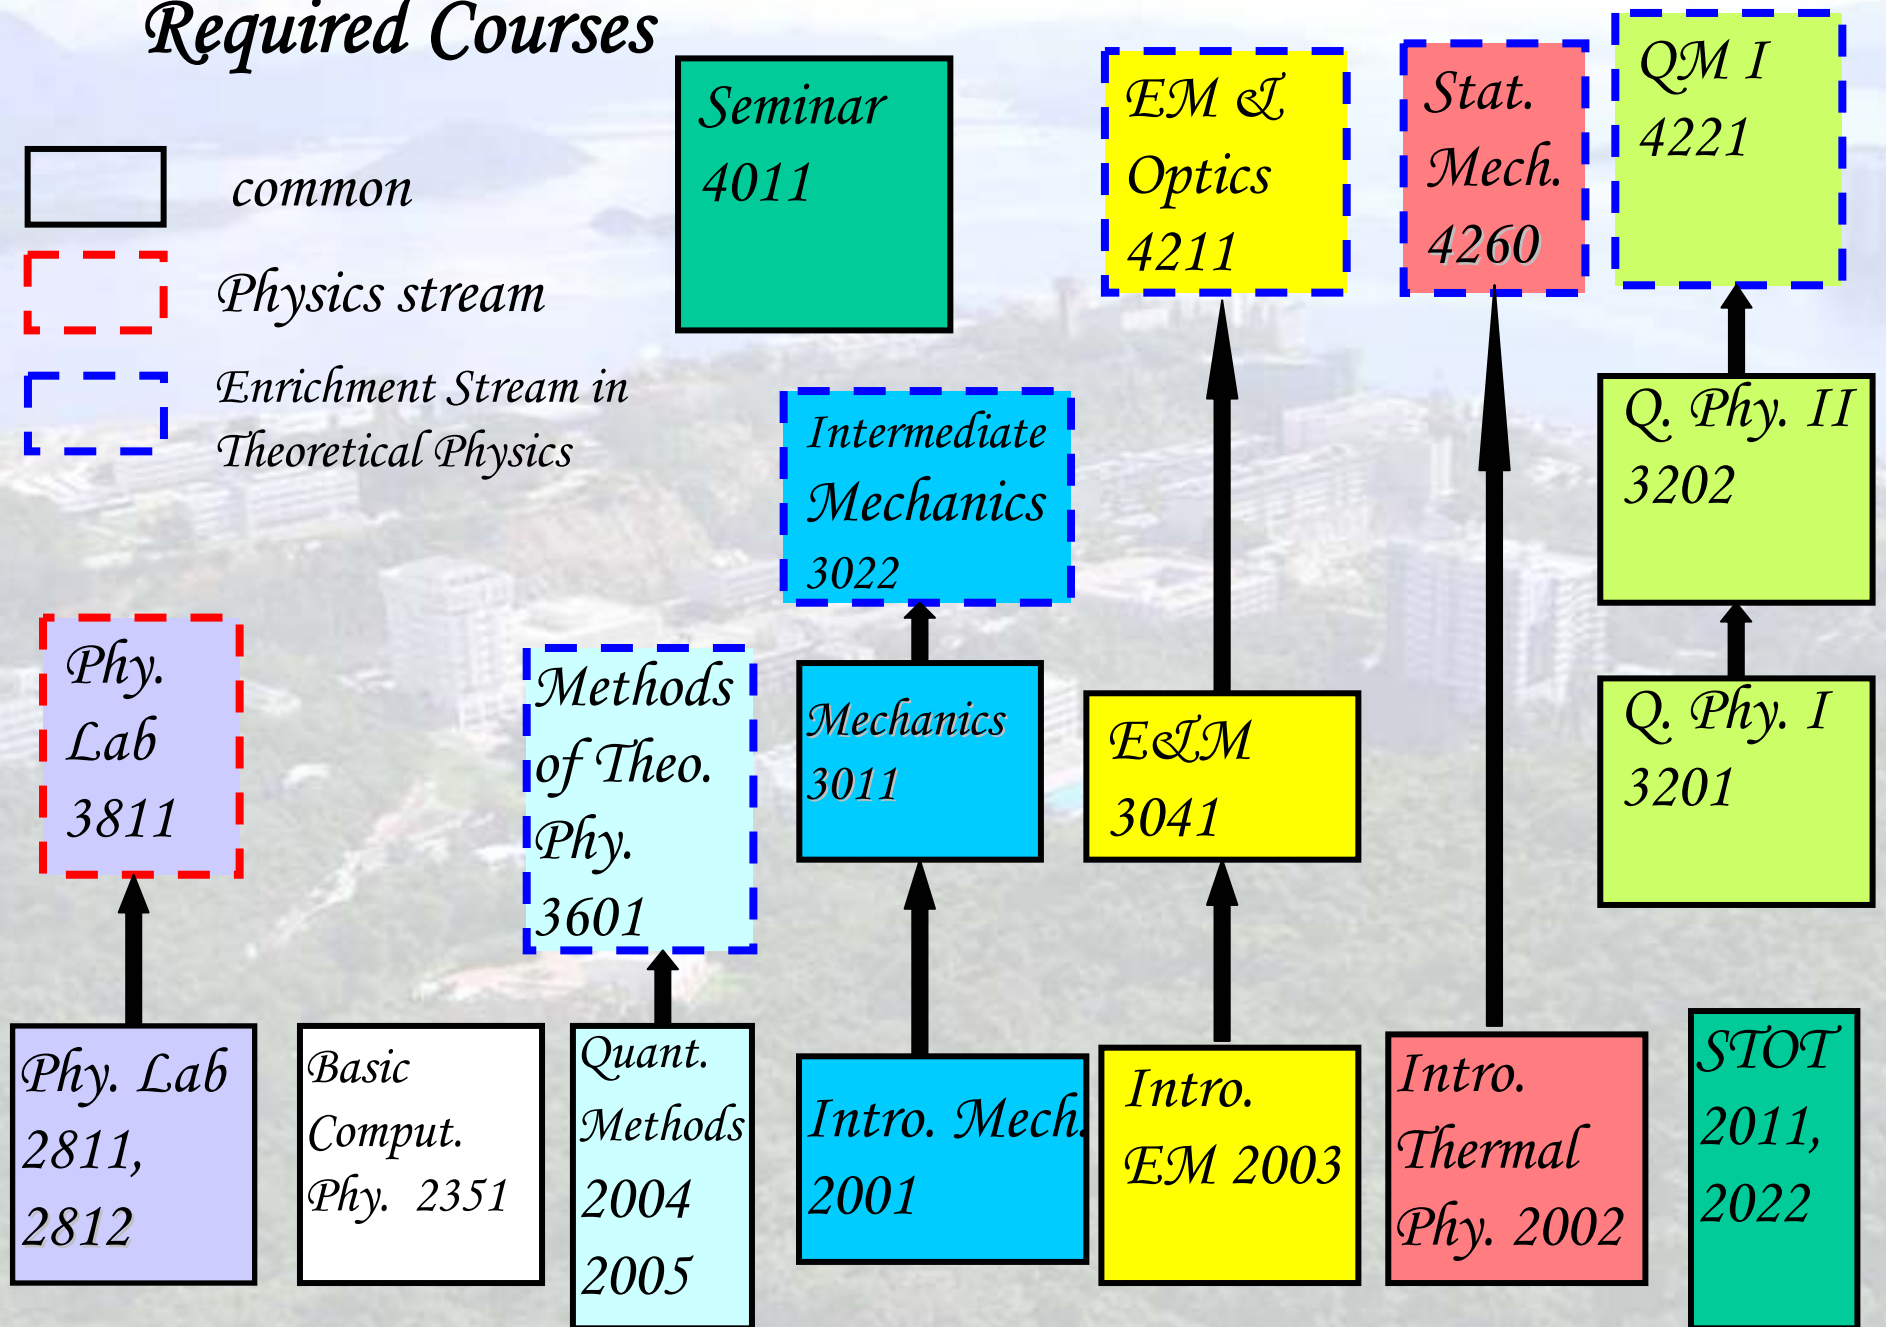 Required Courses
common
Physics stream
Enrichment Stream in
Theoretical Physics
Seminar
4011
EM &
Optics
4211
Stat.
Mech.
4260
QM I
4221
Intermediate
Mechanics
3022
Q. Phy. II
3202
Phy.
Lab
3811
Methods
of Theo.
Phy.
3601
Mechanics
3011
E&M
3041
Q. Phy. I
3201
Phy. Lab
2811,
2812
Basic
Comput.
Phy. 2351
Quant.
Methods
2004
2005
Intro. Mech.
2001
Intro.
EM 2003
Intro.
Thermal
Phy. 2002
STOT
2011,
2022